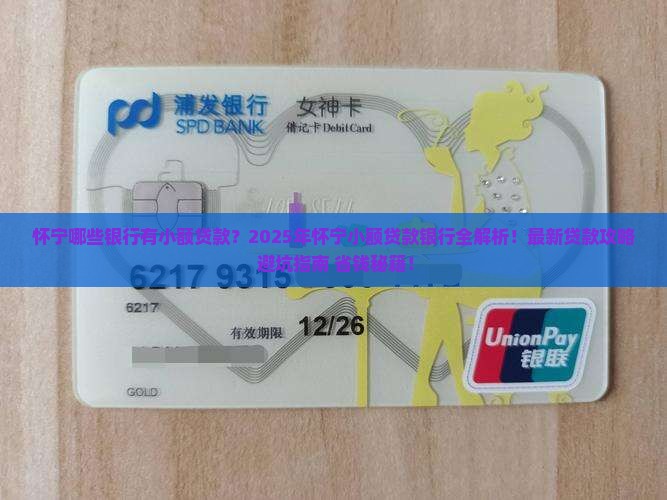 浦发银行
SPD BANK
女神卡
借记卡 Debit Card
怀宁哪些银行有小额贷款？2025年怀宁小额贷款银行全解析！最新贷款攻略
避坑指南 省钱秘籍！
6217 9315
6217
有效期限 12/26
GOLD
UnionPay
银联